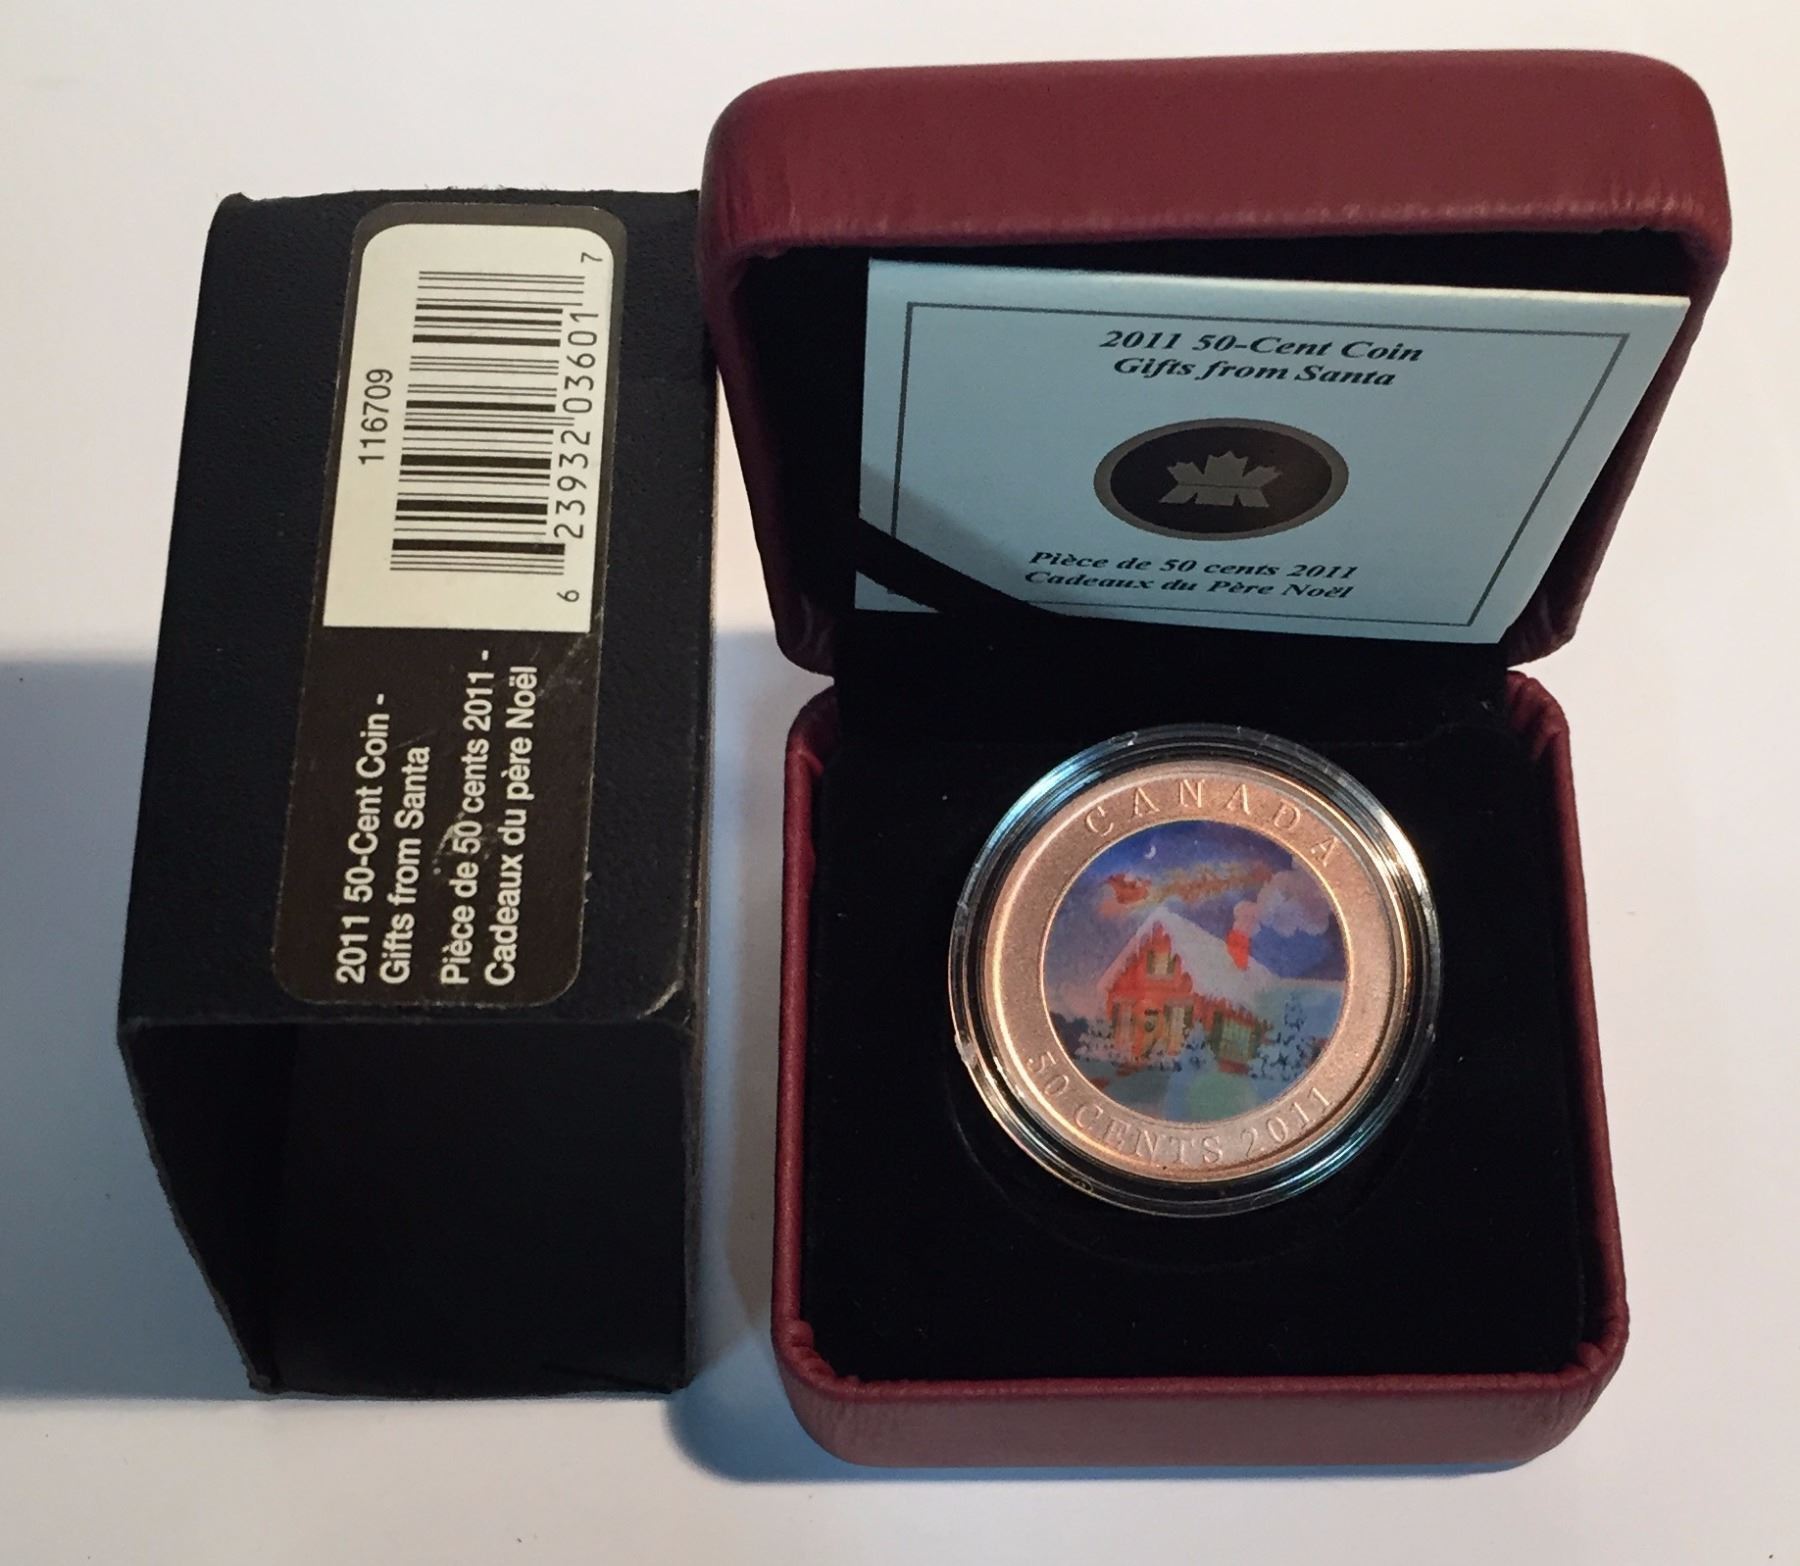 116709
6 23932 03601 7
2011 50-Cent Coin -
Gifts from Santa
Pièce de 50 cents 2011 -
Cadeaux du père Noël
2011 50-Cent Coin
Gifts from Santa
Pièce de 50 cents 2011
Cadeaux du Père Noël
CANADA
50 CENTS 2011